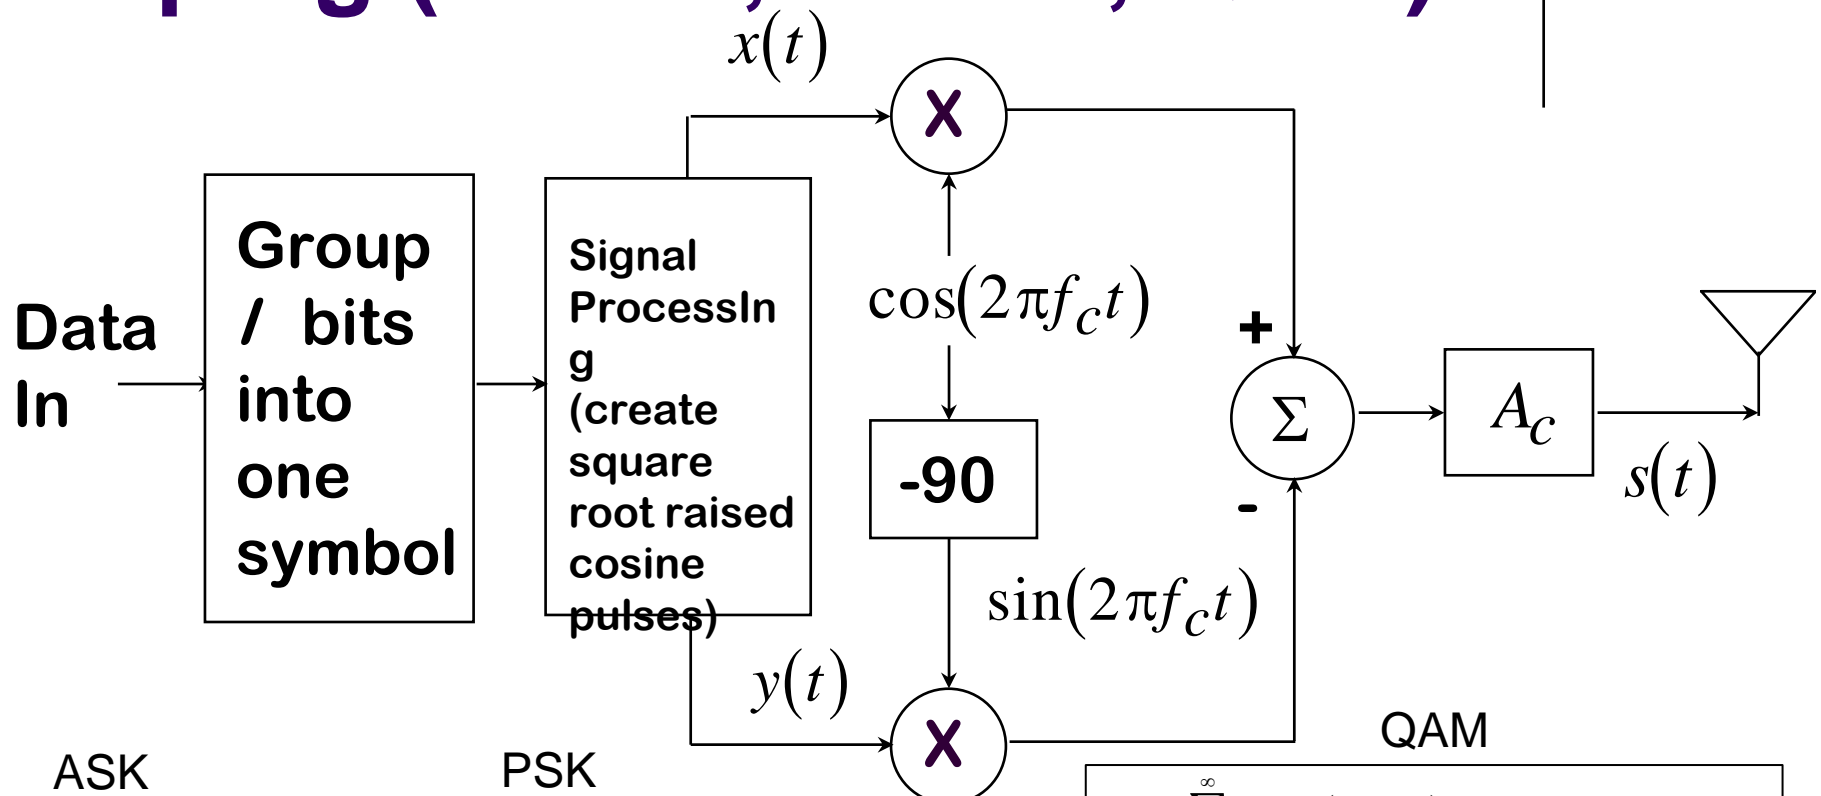 x(t)
X
Group
/ bits
into
one
symbol
Signal
ProcessIn
g
(create
square
root raised
cosine
pulses)
Data
In
cos(2πf_c t)
+
Σ
A_c
-90
-
s(t)
sin(2πf_c t)
y(t)
X
QAM
ASK
PSK
∞